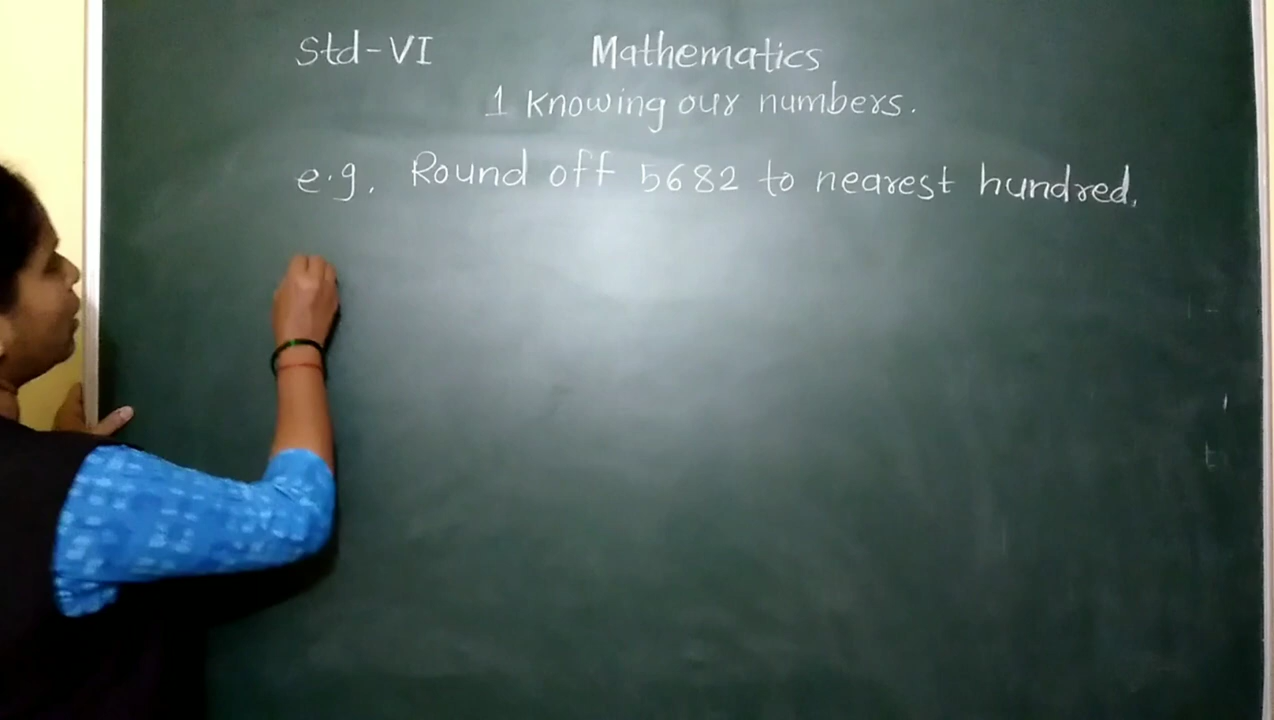 Std-VI Mathematics
1 Knowing our numbers.
e.g. Round off 5682 to nearest hundred.